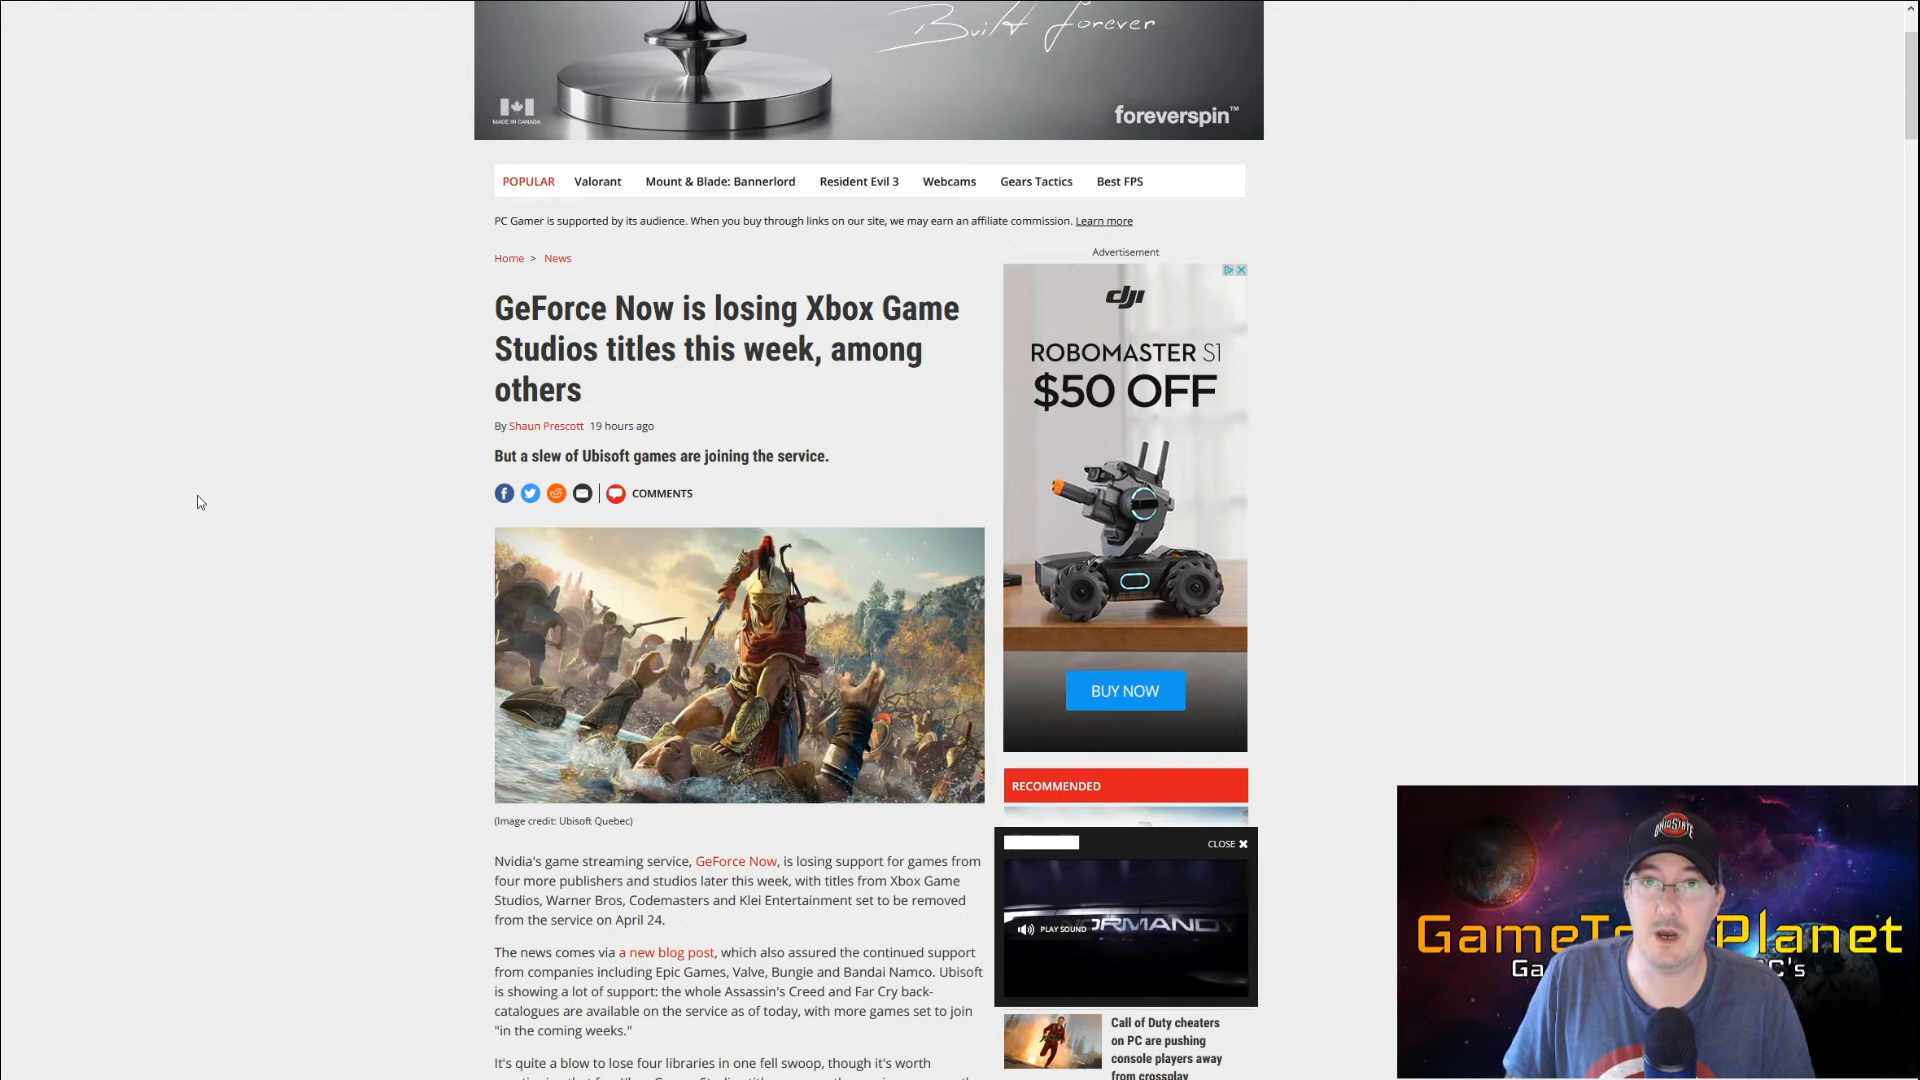 Built forever
MADE IN CANADA
foreverspin™
POPULAR Valorant Mount & Blade: Bannerlord Resident Evil 3 Webcams Gears Tactics Best FPS
PC Gamer is supported by its audience. When you buy through links on our site, we may earn an affiliate commission. Learn more
Home > News
GeForce Now is losing Xbox Game
Studios titles this week, among
others
By Shaun Prescott 19 hours ago
But a slew of Ubisoft games are joining the service.
COMMENTS
(Image credit: Ubisoft Quebec)
Nvidia's game streaming service, GeForce Now, is losing support for games from
four more publishers and studios later this week, with titles from Xbox Game
Studios, Warner Bros, Codemasters and Klei Entertainment set to be removed
from the service on April 24.
The news comes via a new blog post, which also assured the continued support
from companies including Epic Games, Valve, Bungie and Bandai Namco. Ubisoft
is showing a lot of support: the whole Assassin's Creed and Far Cry back-
catalogues are available on the service as of today, with more games set to join
"in the coming weeks."
It's quite a blow to lose four libraries in one fell swoop, though it's worth
Advertisement
dji
ROBOMASTER S1
$50 OFF
BUY NOW
RECOMMENDED
CLOSE
PLAY SOUND
ORMANDY
Call of Duty cheaters
on PC are pushing
console players away
from crossplay
GameTe Planet
Ga C's
OHIO STATE